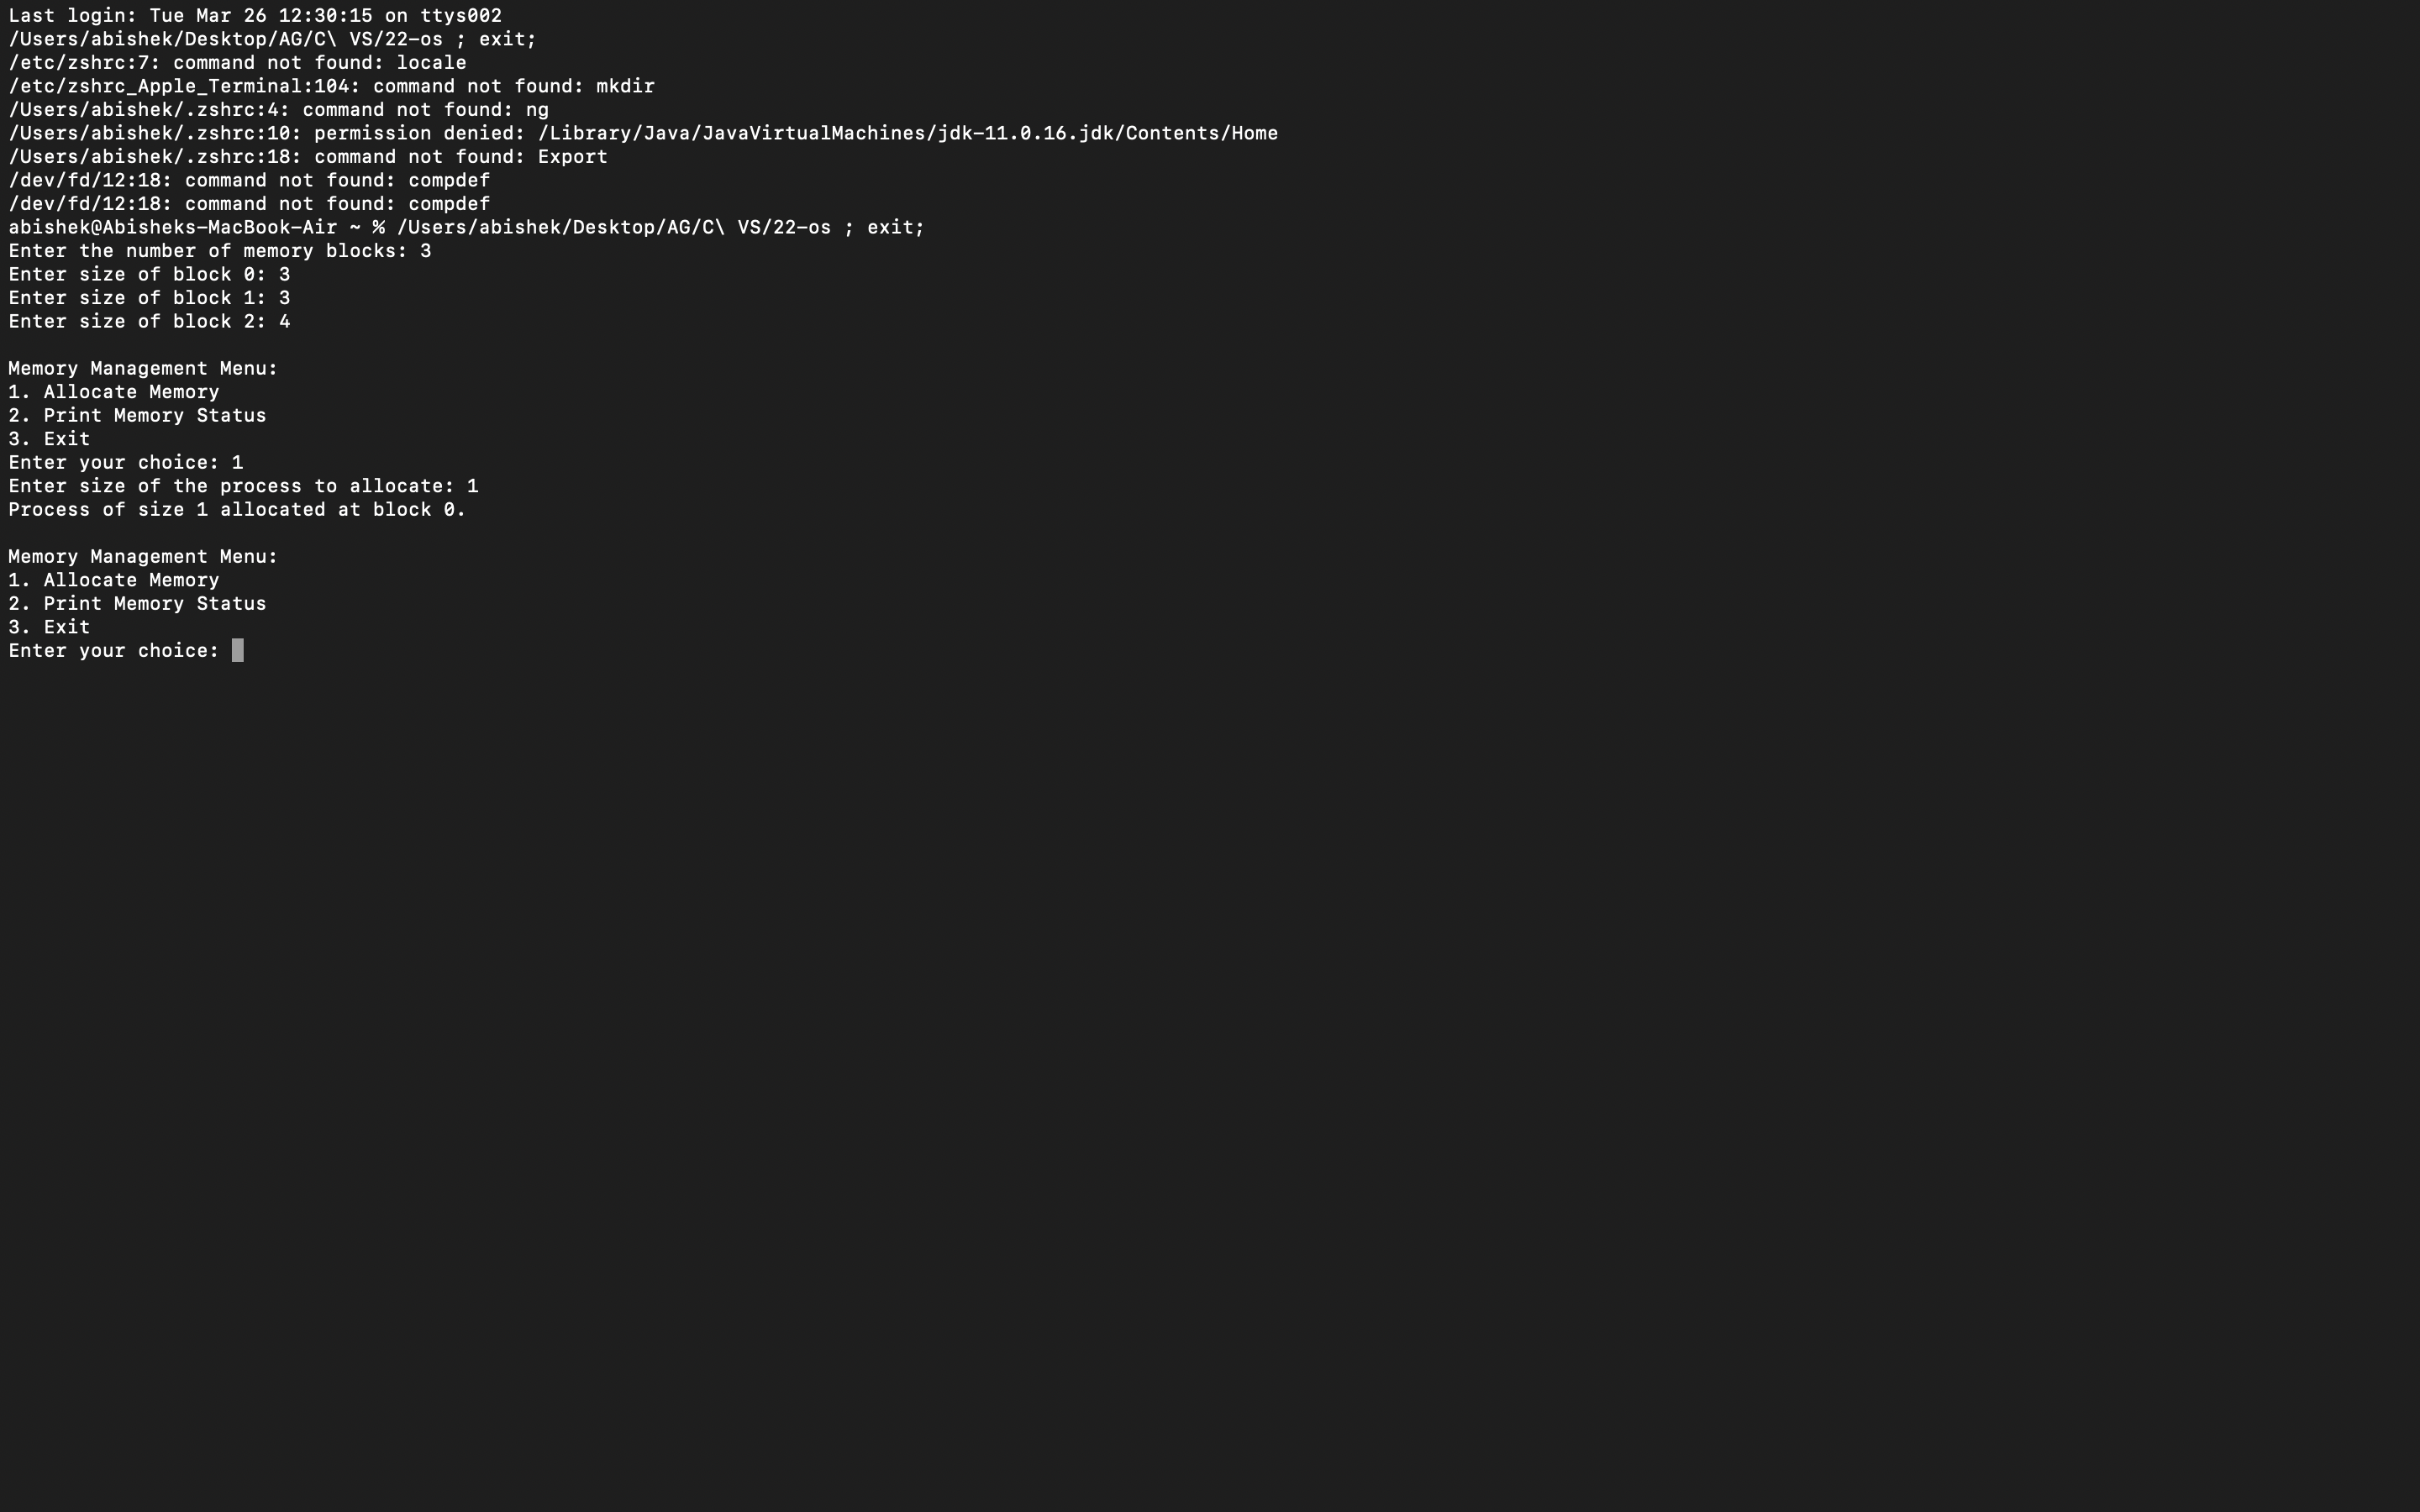 Last login: Tue Mar 26 12:30:15 on ttys002
/Users/abishek/Desktop/AG/C\ VS/22-os ; exit;
/etc/zshrc:7: command not found: locale
/etc/zshrc_Apple_Terminal:104: command not found: mkdir
/Users/abishek/.zshrc:4: command not found: ng
/Users/abishek/.zshrc:10: permission denied: /Library/Java/JavaVirtualMachines/jdk-11.0.16.jdk/Contents/Home
/Users/abishek/.zshrc:18: command not found: Export
/dev/fd/12:18: command not found: compdef
/dev/fd/12:18: command not found: compdef
abishek@Abisheks-MacBook-Air ~ % /Users/abishek/Desktop/AG/C\ VS/22-os ; exit;
Enter the number of memory blocks: 3
Enter size of block 0: 3
Enter size of block 1: 3
Enter size of block 2: 4

Memory Management Menu:
1. Allocate Memory
2. Print Memory Status
3. Exit
Enter your choice: 1
Enter size of the process to allocate: 1
Process of size 1 allocated at block 0.

Memory Management Menu:
1. Allocate Memory
2. Print Memory Status
3. Exit
Enter your choice: